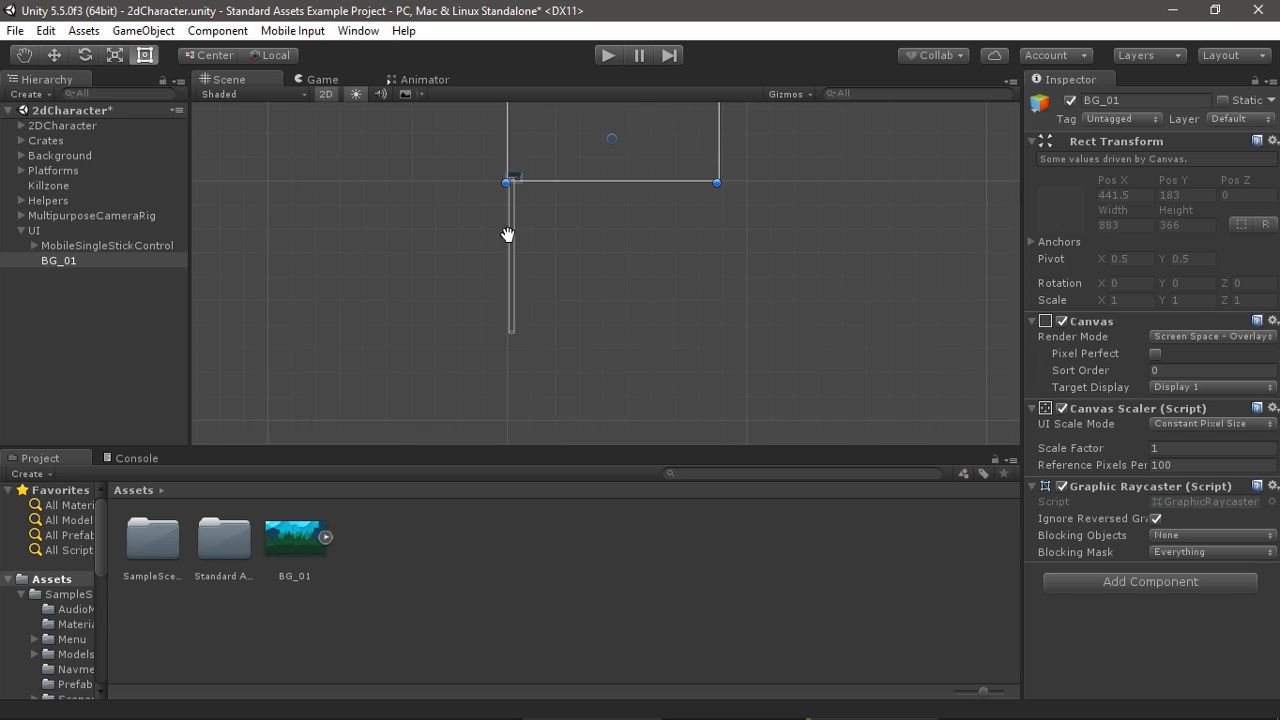 Unity 5.5.0f3 (64bit) - 2dCharacter.unity - Standard Assets Example Project - PC, Mac & Linux Standalone* <DX11>
File Edit Assets GameObject Component Mobile Input Window Help
Center Local Collab Account Layers Layout
Hierarchy
Create All
2dCharacter*
2DCharacter
Crates
Background
Platforms
Killzone
Helpers
MultipurposeCameraRig
UI
MobileSingleStickControl
BG_01
Scene Game Animator
Shaded 2D Gizmos All
Inspector
BG_01 Static
Tag Untagged Layer Default
Rect Transform
Some values driven by Canvas.
Pos X Pos Y Pos Z
441.5 183 0
Width Height
883 366
R
Anchors
Pivot X 0.5 Y 0.5
Rotation X 0 Y 0 Z 0
Scale X 1 Y 1 Z 1
Canvas
Render Mode Screen Space - Overlay
Pixel Perfect
Sort Order 0
Target Display Display 1
Canvas Scaler (Script)
UI Scale Mode Constant Pixel Size
Scale Factor 1
Reference Pixels Per 100
Graphic Raycaster (Script)
Script GraphicRaycaster
Ignore Reversed Gra
Blocking Objects None
Blocking Mask Everything
Add Component
Project Console
Create
Favorites
All Materi
All Model
All Prefab
All Script
Assets
SampleS
AudioM
Materia
Menu
Models
Navme
Prefab
Assets
SampleSce...
Standard A...
BG_01